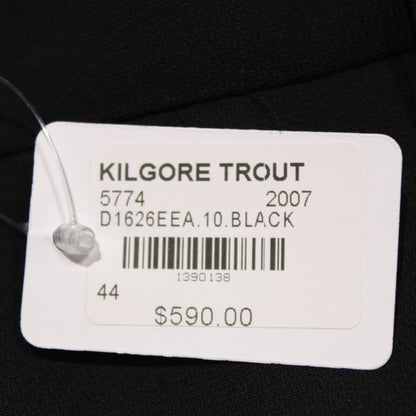 KILGORE TROUT
5774 2007
D1626EEA.10.BLACK
1390138
44
$590.00